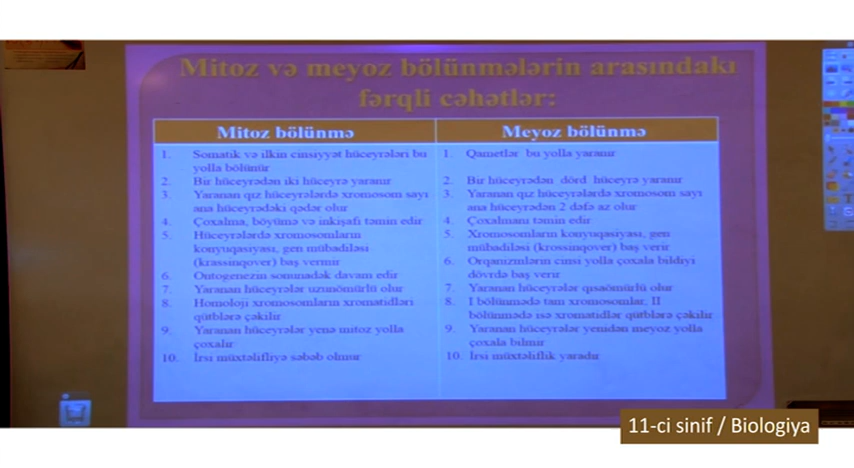 Mitoz və meyoz bölünmələrin arasındakı
fərqli cəhətlər:
Mitoz bölünmə
1. Somatik və ilkin cinsiyyət hüceyrələri bu
yolla bölünür
2. Bir hüceyrədən iki hüceyrə yaranır
3. Yaranan qız hüceyrələrdə xromosom sayı
ana hüceyrədəki qədər olur
4. Çoxalma, böyümə və inkişafı təmin edir
5. Hüceyrələrdə xromosomların
konyuqasiyası, gen mübadiləsi
(krassinqover) baş vermir
6. Ontogenezin sonunadək davam edir
7. Yaranan hüceyrələr uzunömürlü olur
8. Homoloji xromosomların xromatidləri
qütblərə çəkilir
9. Yaranan hüceyrələr yenə mitoz yolla
çoxalır
10. İrsi müxtəlifliyə səbəb olmur
Meyoz bölünmə
1. Qametlər bu yolla yaranır
2. Bir hüceyrədən dörd hüceyrə yaranır
3. Yaranan qız hüceyrələrdə xromosom sayı
ana hüceyrədən 2 dəfə az olur
4. Çoxalmanı təmin edir
5. Xromosomların konyuqasiyası, gen
mübadiləsi (krossinqover) baş verir
6. Orqanizmlərin cinsi yolla çoxala bildiyi
dövrdə baş verir
7. Yaranan hüceyrələr qısaömürlü olur
8. I bölünmədə tam xromosomlar, II
bölünmədə isə xromatidlər qütblərə çəkilir
9. Yaranan hüceyrələr yenidən meyoz yolla
çoxala bilmir
10. İrsi müxtəliflik yaradır
11-ci sinif / Biologiya